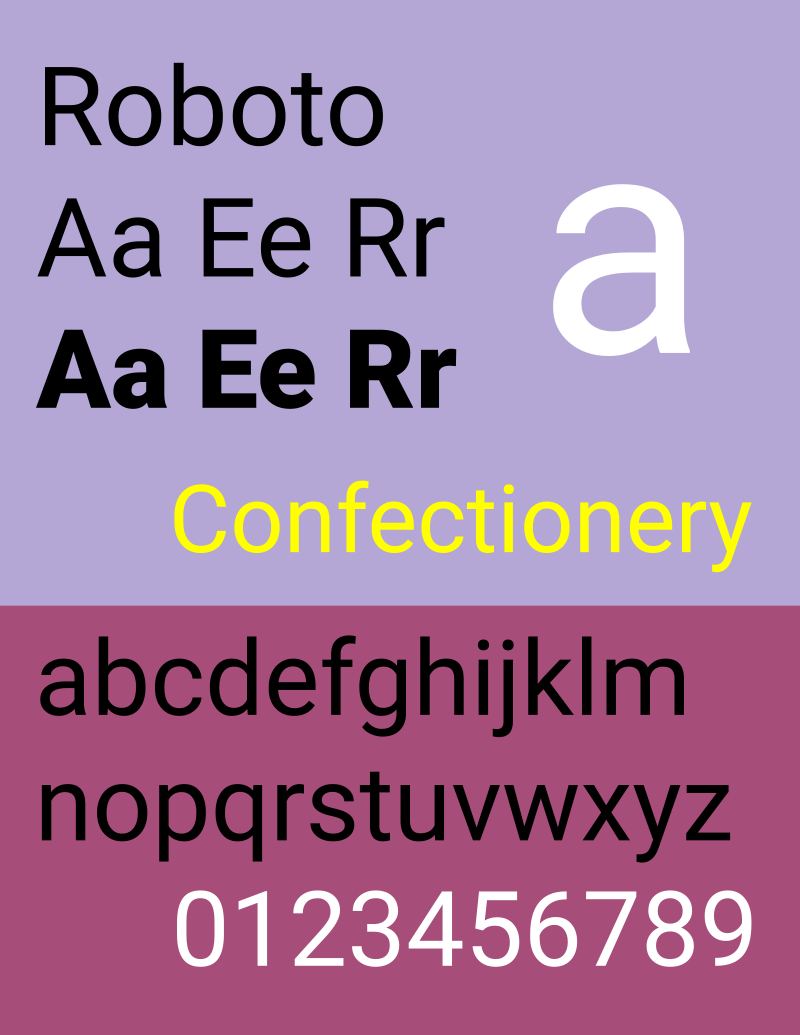 Roboto
Aa Ee Rr
a
Aa Ee Rr
Confectionery
abcdefghijklm
nopqrstuvwxyz
0123456789